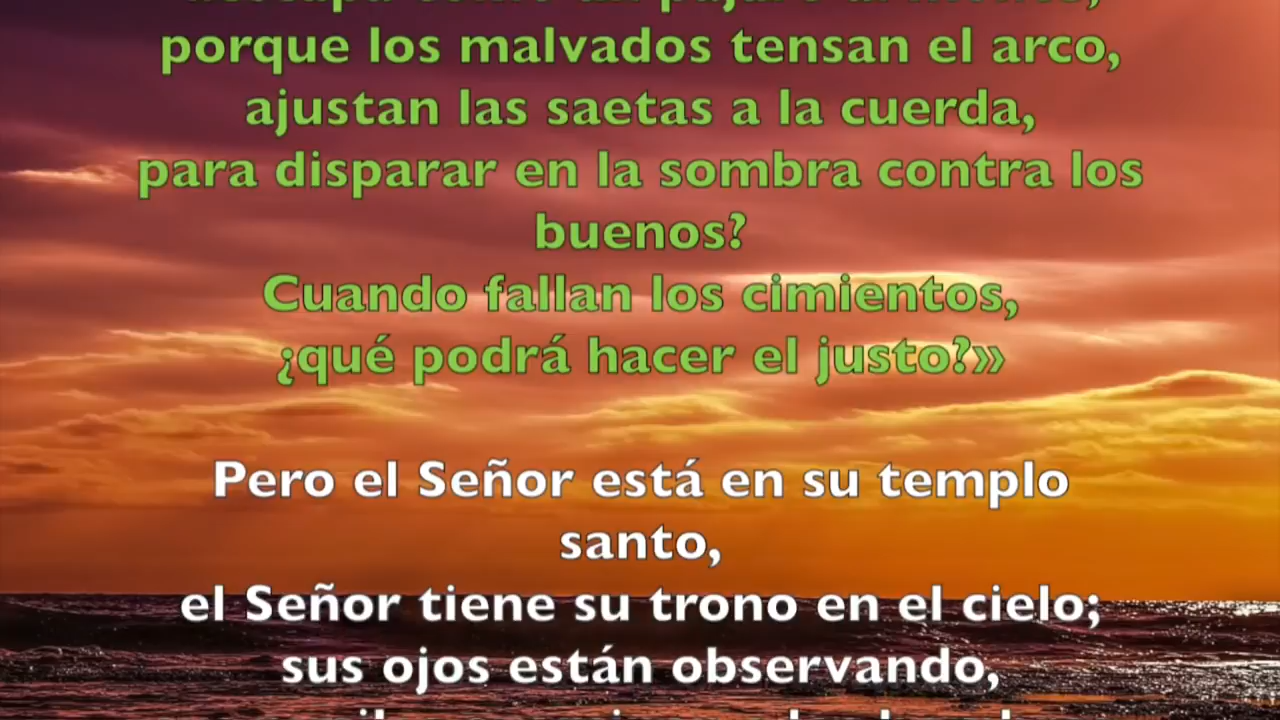 porque los malvados tensan el arco,
ajustan las saetas a la cuerda,
para disparar en la sombra contra los
buenos?
Cuando fallan los cimientos,
¿qué podrá hacer el justo?»
Pero el Señor está en su templo
santo,
el Señor tiene su trono en el cielo;
sus ojos están observando,